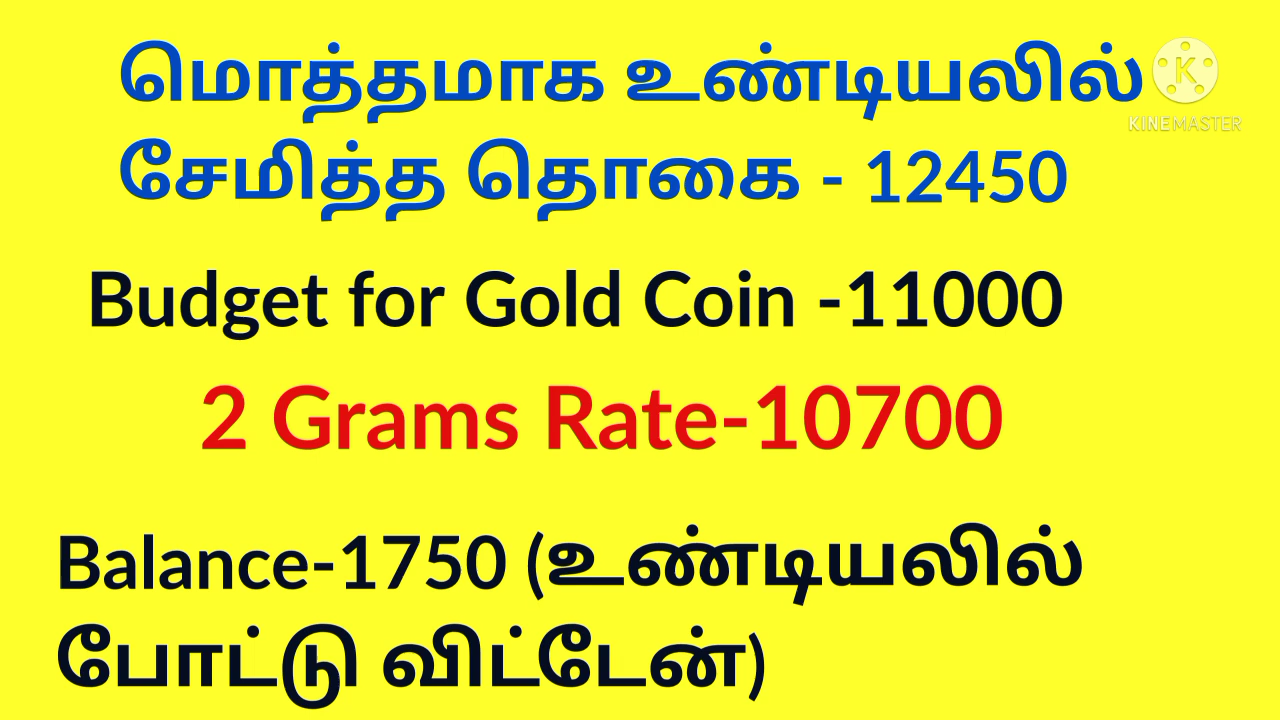 மொத்தமாக உண்டியலில்
சேமித்த தொகை - 12450
K
KINEMASTER
Budget for Gold Coin -11000
2 Grams Rate-10700
Balance-1750 (உண்டியலில்
போட்டு விட்டேன்)